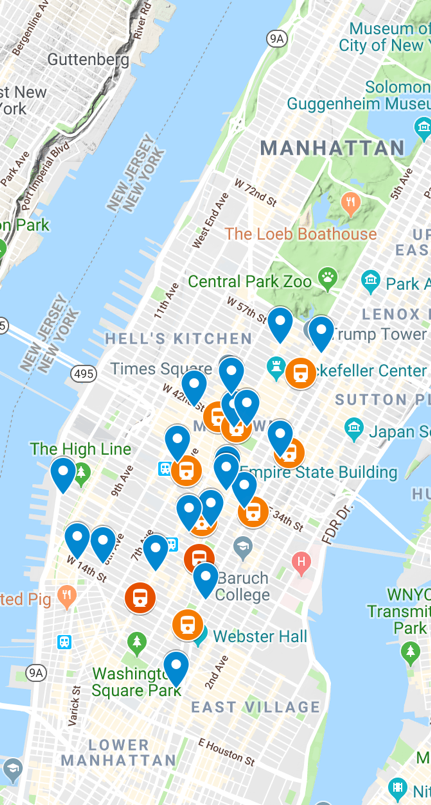 Bergenline Av
River Rd
9A
Museum of
City of New Y
Guttenberg
Solomon
Guggenheim Museu
st New
York
MANHATTAN
Park Ave
Port Imperial Blvd
NEW JERSEY
NEW YORK
W 72nd St
5th Ave
West End Ave
on Park
The Loeb Boathouse
UP
EAS
Central Park Zoo
Park A
11th Ave
W 57th St
LENOX
NEW JERSEY
NEW YORK
HELL'S KITCHEN
Trump Tower
495
Times Square
ckefeller Center
W 42nd
SUTTON PL
Japan So
The High Line
9th Ave
Empire State Building
HU
34th St
FDR Dr.
7th Ave
W 14th St
H
Baruch
College
ted Pig
WNYC
Transmit
Park
Webster Hall
9A
Washingto
Square Park
2nd Ave
Varick St
EAST VILLAGE
LOWER
MANHATTAN
E Houston St
M
Nit